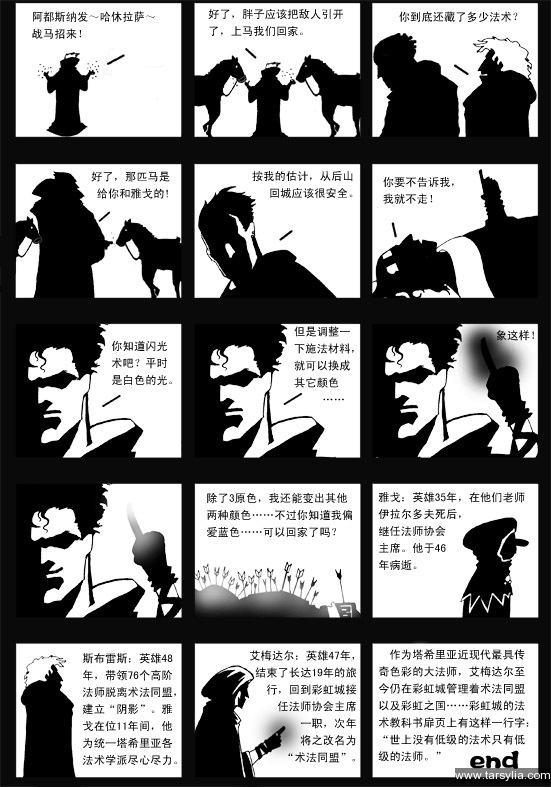 阿都斯纳发～哈休拉萨～
战马招来！
好了，胖子应该把敌人引开
了，上马我们回家。
你到底还藏了多少法术？
好了，那匹马是
给你和雅戈的！
按我的估计，从后山
回城应该很安全。
你要不告诉我，
我就不走！
你知道闪光
术吧？平时
是白色的光。
但是调整一
下施法材料，
就可以换成
其它颜色
……
象这样！
除了3原色，我还能变出其他
两种颜色……不过你知道我偏
爱蓝色……可以回家了吗？
雅戈：英雄35年，在他们老师
伊拉尔多夫死后，
继任法师协会
主席。他于46
年病逝。
斯布雷斯：英雄48
年，带领76个高阶
法师脱离术法同盟，
建立“阴影”。雅
戈在位11年间，他
为统一塔希里亚各
法术学派尽心尽力。
艾梅达尔：英雄47年，
结束了长达19年的旅
行，回到彩虹城接
任法师协会主席
一职，次年
将之改名为
“术法同盟”。
作为塔希里亚近现代最具传
奇色彩的大法师，艾梅达尔至
今仍在彩虹城管理着术法同盟
以及彩虹之国……彩虹城的法
术教科书扉页上有这样一行字：
“世上没有低级的法术只有低
级的法师。”
end
www.tarsylia.com